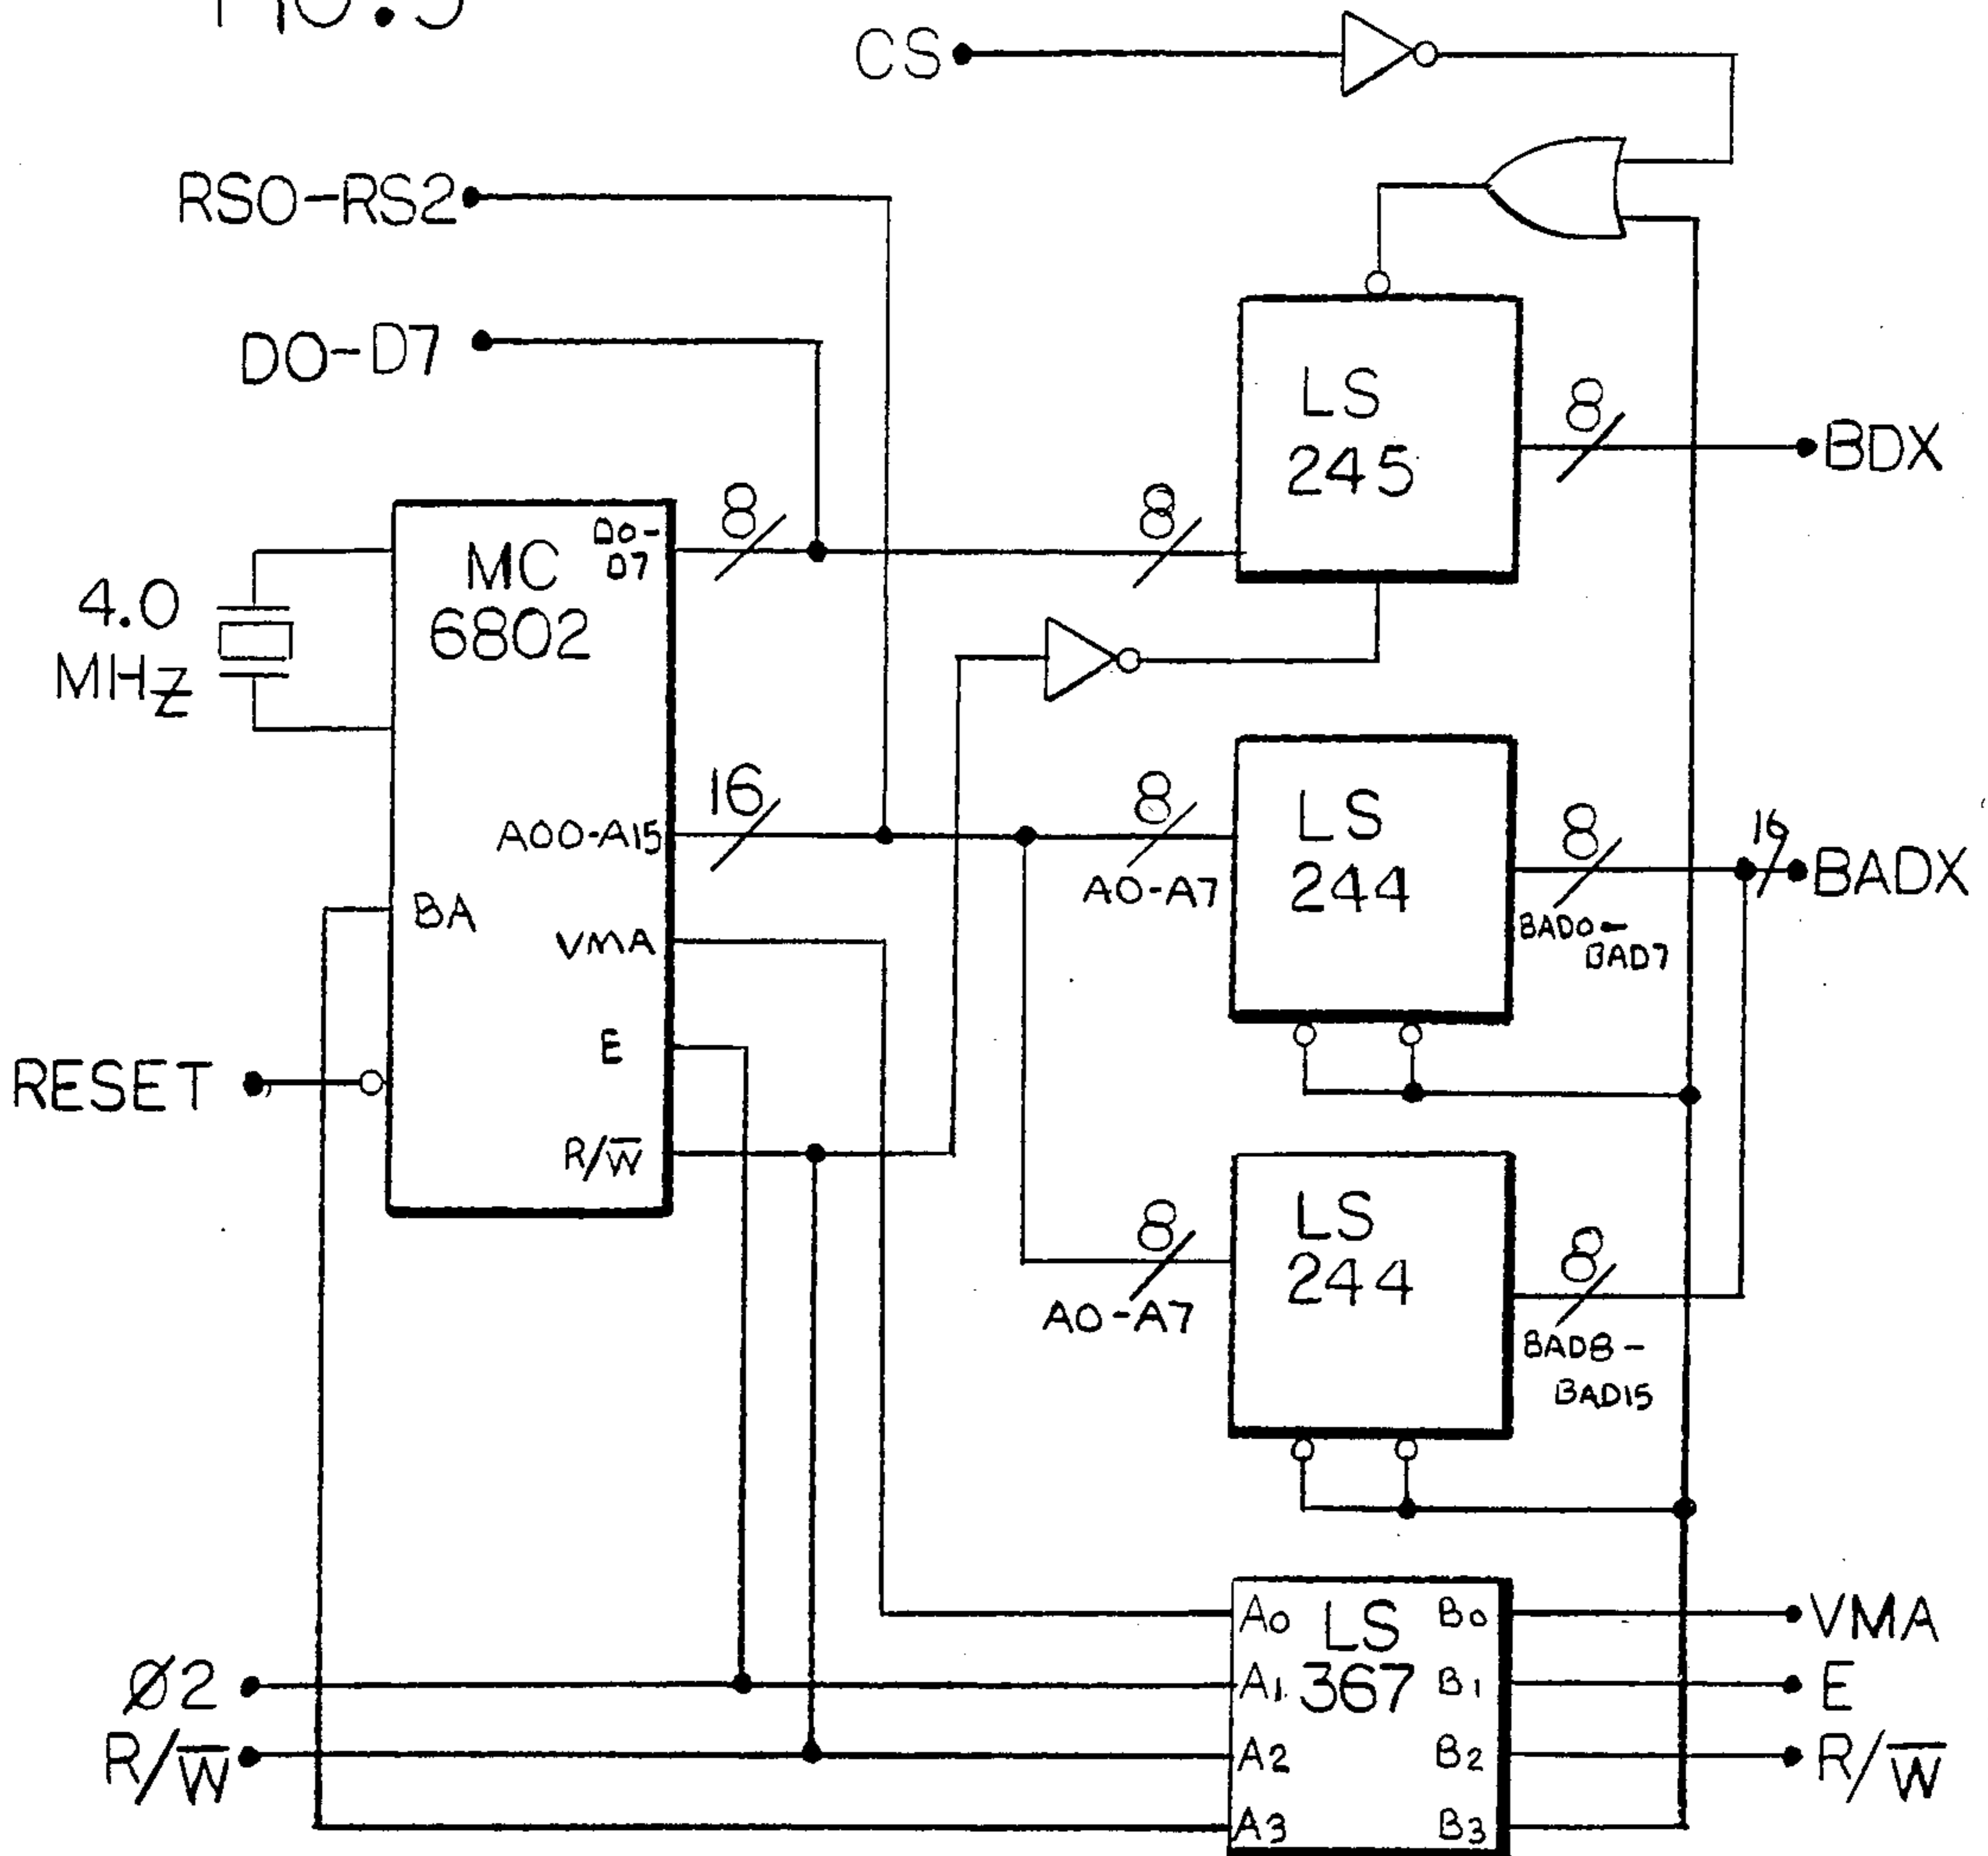 CS
RS0-RS2
D0-D7
LS
245
8
BDX
8
8
MC
6802
D0-
D7
4.0
MHz
16
A00-A15
8
A0-A7
LS
244
8
BAD0-
BAD7
16
BADX
BA
VMA
E
RESET
R/W̅
8
A0-A7
LS
244
8
BAD8-
BAD15
Ø2
R/W̅
A0
A1
A2
A3
LS
367
B0
B1
B2
B3
VMA
E
R/W̅